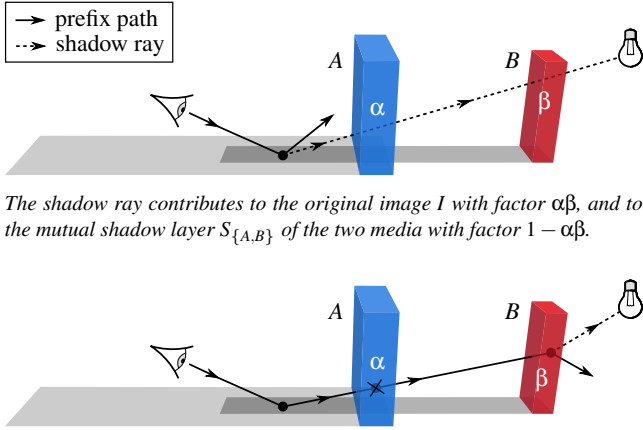 prefix path
shadow ray
A
B
α
β
The shadow ray contributes to the original image I with factor αβ, and to
the mutual shadow layer S{A,B} of the two media with factor 1 − αβ.
A
B
α
β